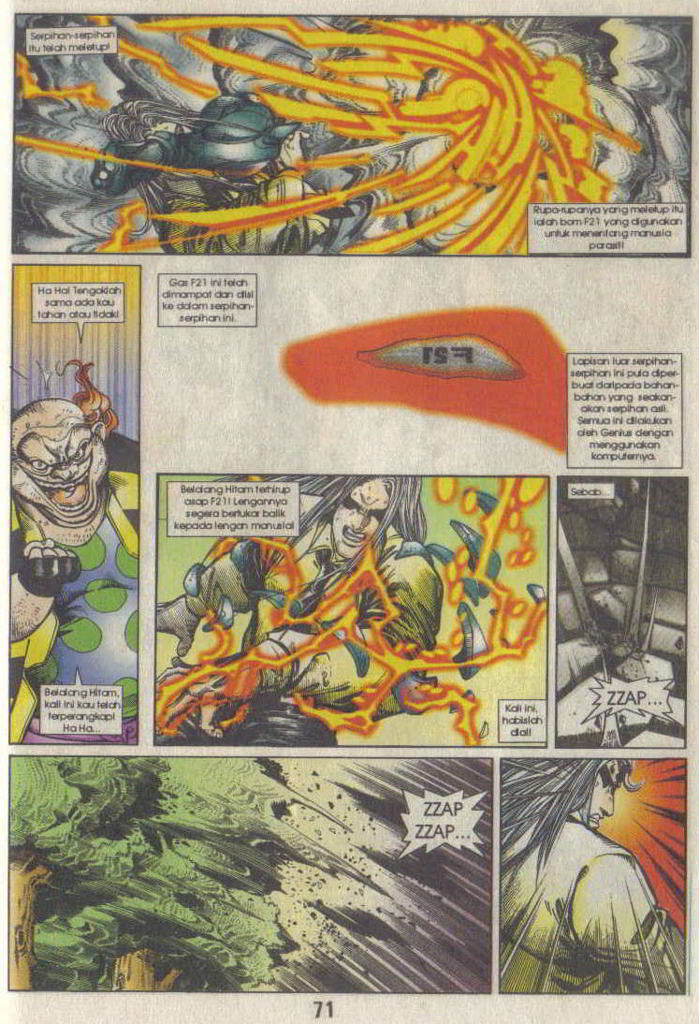 Serpihan-serpihan
itu telah meletup!
Rupa-rupanya yang meletup itu
ialah bom F21 yang digunakan
untuk menentang manusia
parasit!
Ha Ha! Tengoklah
sama ada kau
tahan atau tidak!
Gas F21 ini telah
dimampat dan diisi
ke dalam serpihan-
serpihan ini.
F21
Lapisan luar serpihan-
serpihan ini pula diper-
buat daripada bahan-
bahan yang seakan-
akan serpihan asli.
Semua ini dilakukan
oleh Genius dengan
menggunakan
komputernya.
Belalang Hitam terhirup
asap F21! Lengannya
segera bertukar balik
kepada lengan manusia!
Sebab...
Belalang Hitam,
kali ini kau telah
terperangkap!
Ha Ha...
Kali ini,
habislah
dia!
ZZAP...
ZZAP
ZZAP...
71